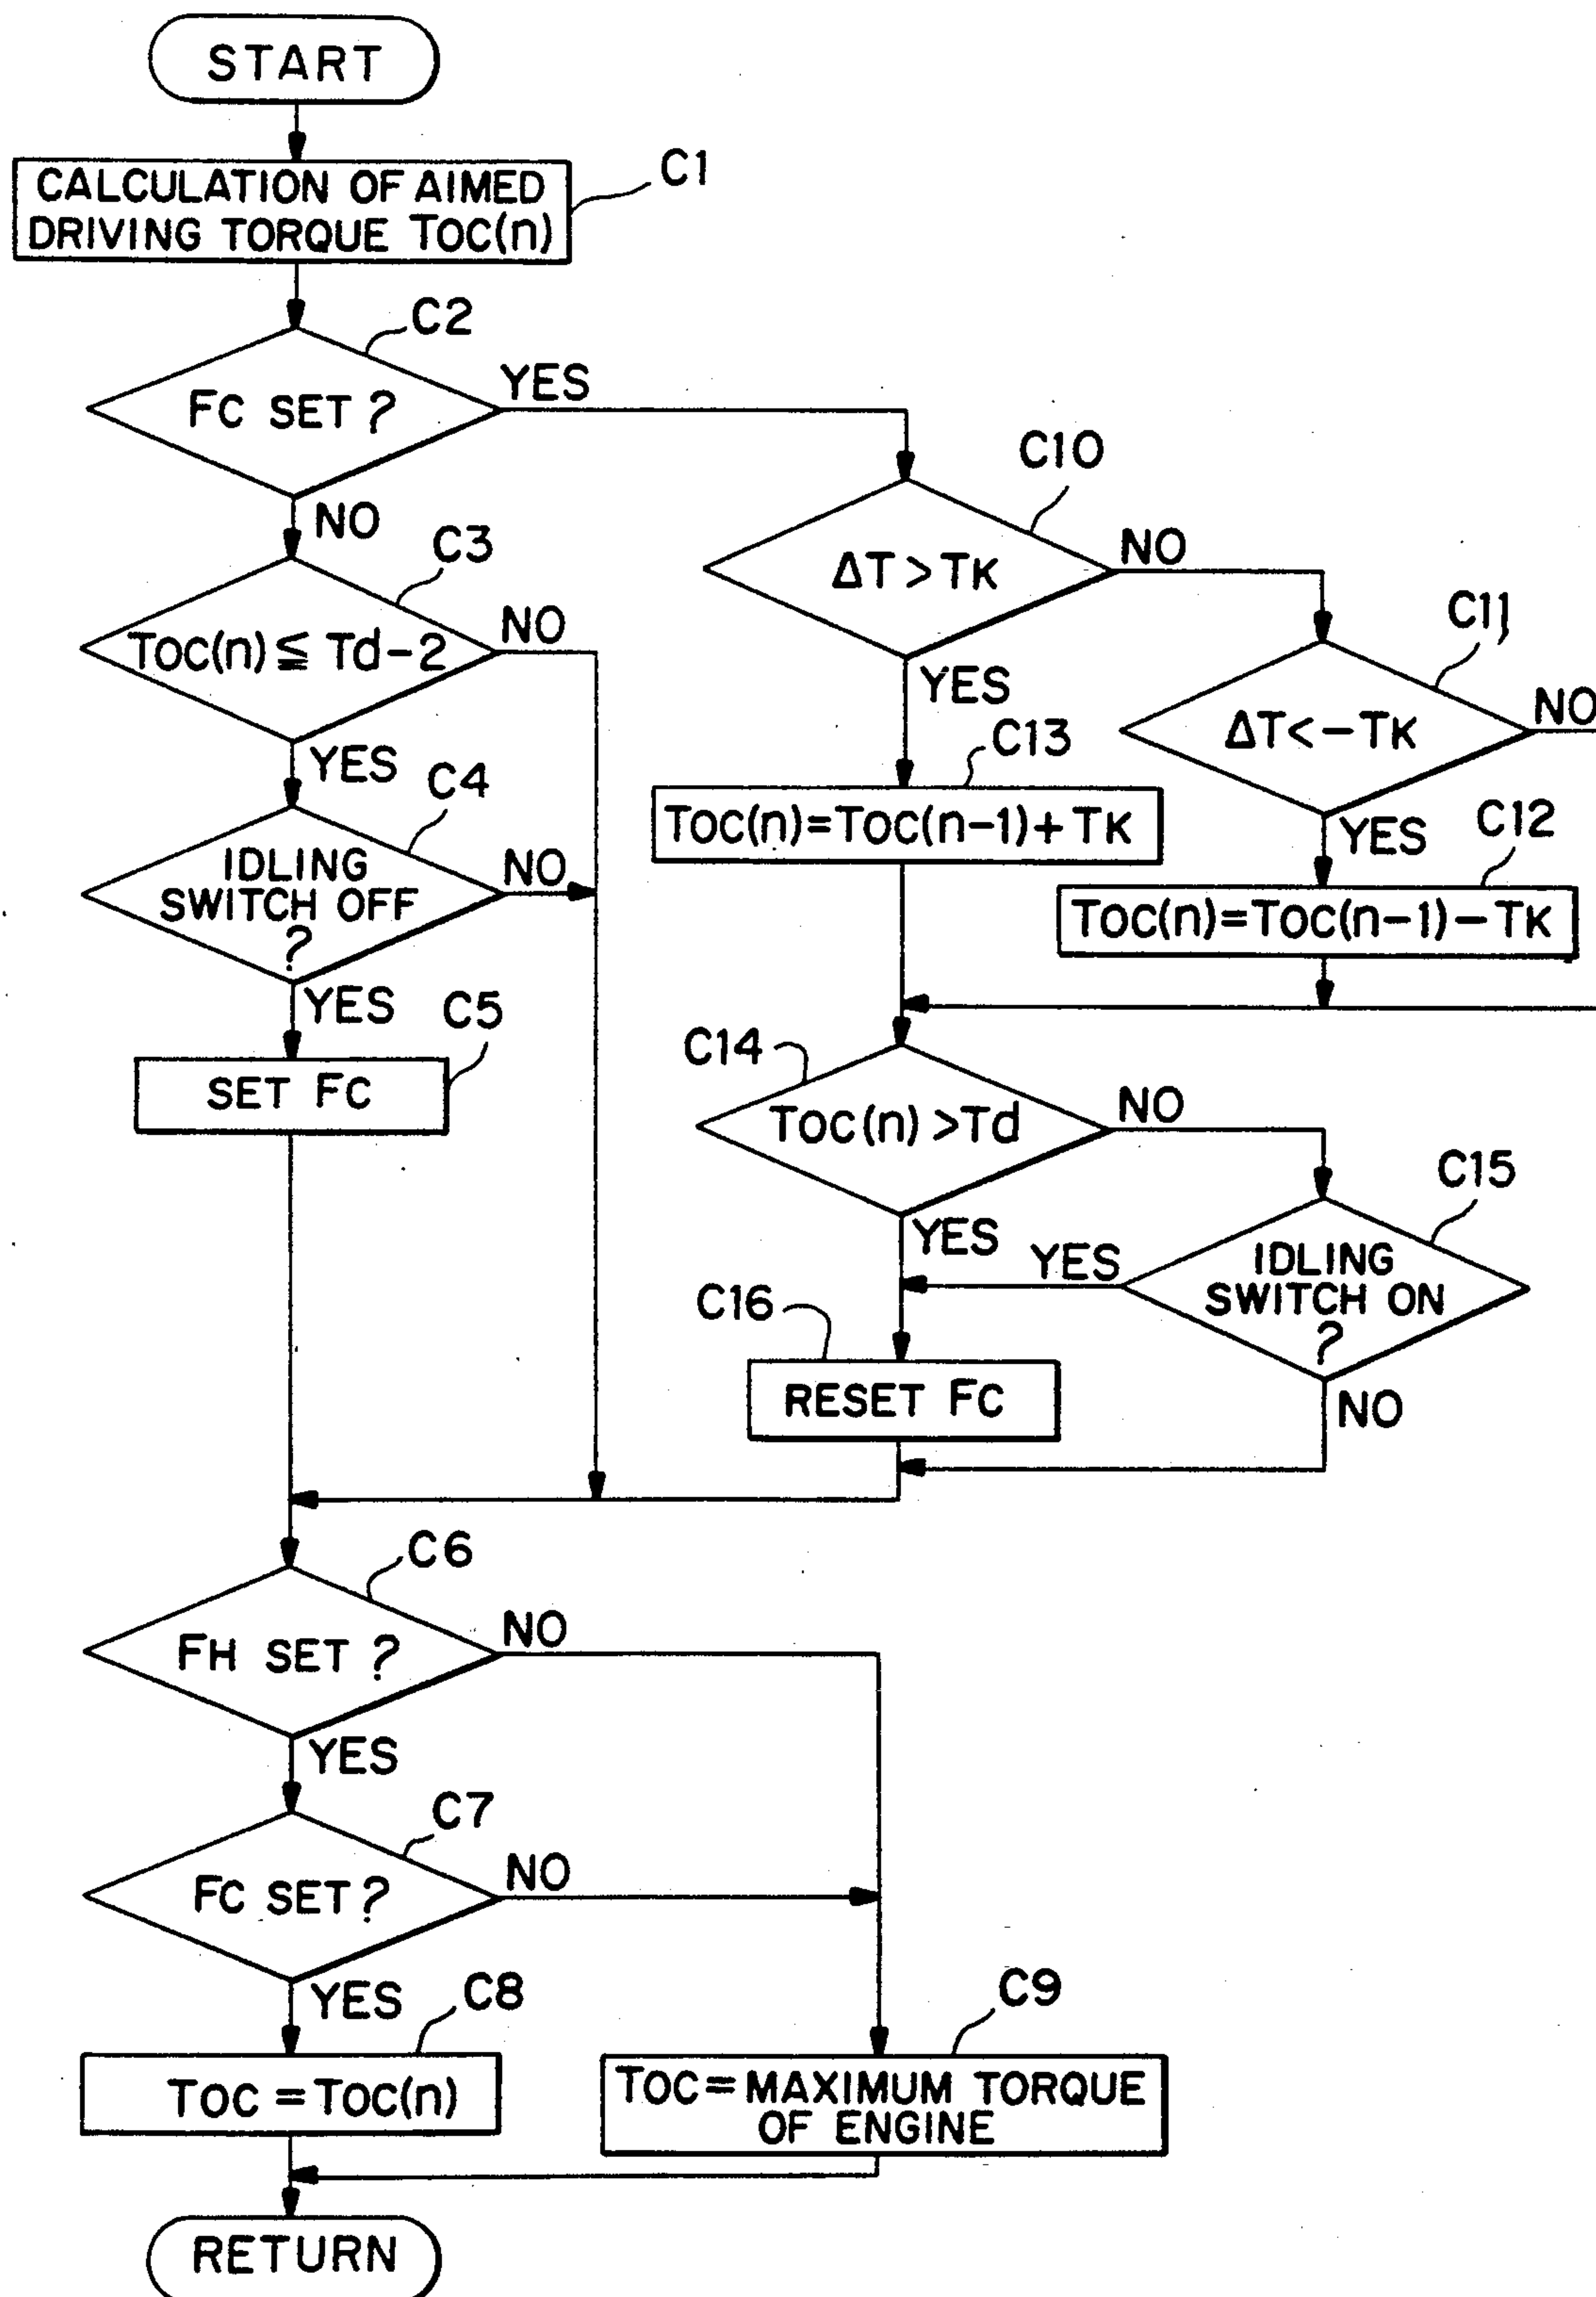 START
C1
CALCULATION OF AIMED
DRIVING TORQUE TOC(n)
C2
FC SET ?
YES
NO
C3
TOC(n) ≦ Td-2
NO
YES
C4
IDLING
SWITCH OFF
?
NO
YES
C5
SET FC
C10
ΔT > TK
NO
YES
C11
ΔT < -TK
NO
YES
C13
TOC(n)=TOC(n-1)+TK
C12
TOC(n)=TOC(n-1)-TK
C14
TOC(n) >Td
NO
YES
C15
IDLING
SWITCH ON
?
YES
NO
C16
RESET FC
C6
FH SET ?
NO
YES
C7
FC SET ?
NO
YES
C8
TOC = TOC(n)
C9
TOC = MAXIMUM TORQUE
OF ENGINE
RETURN